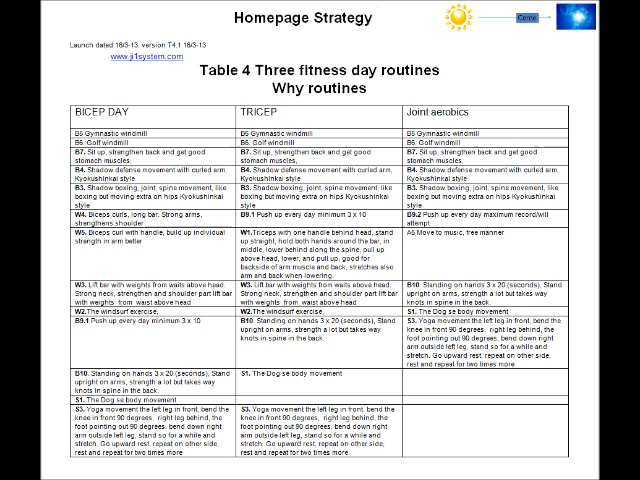 Homepage Strategy
Come
Launch dated 18/3-13, version T4.1 18/3-13
www.ji1system.com
Table 4 Three fitness day routines
Why routines
BICEP DAY
TRICEP
Joint aerobics
B5 Gymnastic windmill
B5 Gymnastic windmill
B5 Gymnastic windmill
B6. Golf windmill
B6. Golf windmill
B6. Golf windmill
B7. Sit up, strengthen back and get good
stomach muscles,
B7. Sit up, strengthen back and get good
stomach muscles,
B7. Sit up, strengthen back and get good
stomach muscles,
B4. Shadow defense movement with curled arm,
Kyokushinkai style
B4. Shadow defense movement with curled arm,
Kyokushinkai style
B4. Shadow defense movement with curled arm,
Kyokushinkai style
B3. Shadow boxing, joint, spine movement, like
boxing but moving extra on hips Kyokushinkai
style
B3. Shadow boxing, joint, spine movement, like
boxing but moving extra on hips Kyokushinkai
style
B3. Shadow boxing, joint, spine movement, like
boxing but moving extra on hips Kyokushinkai
style
W4. Biceps curls, long bar. Strong arms,
strengthens shoulder
B9.1 Push up every day minimum 3 x 10
B9.2 Push up every day maximum record/will
attempt
W5. Biceps curl with handle, build up individual
strength in arm better
W1.Triceps with one handle behind head, stand
up straight, hold both hands around the bar, in
middle, lower behind along the spine, pull up
above head, lower, and pull up, good for
backside of arm muscle and back, stretches also
arm and back when lowering.
A5 Move to music, free manner
W3. Lift bar with weights from waits above head.
Strong neck, strengthen and shoulder part lift bar
with weights from waist above head
W3. Lift bar with weights from waits above head.
Strong neck, strengthen and shoulder part lift bar
with weights from waist above head
B10. Standing on hands 3 x 20 (seconds), Stand
upright on arms, strength a lot but takes way
knots in spine in the back.
W2.The windsurf exercise,
W2.The windsurf exercise,
S1. The Dog se body movement
B9.1 Push up every day minimum 3 x 10
B10. Standing on hands 3 x 20 (seconds), Stand
upright on arms, strength a lot but takes way
knots in spine in the back.
S3. Yoga movement the left leg in front, bend the
knee in front 90 degrees, right leg behind, the
foot pointing out 90 degrees, bend down right
arm outside left leg, stand so for a while and
stretch. Go upward rest, repeat on other side,
rest and repeat for two times more
B10. Standing on hands 3 x 20 (seconds), Stand
upright on arms, strength a lot but takes way
knots in spine in the back.
S1. The Dog se body movement
S1. The Dog se body movement
S3. Yoga movement the left leg in front, bend the
knee in front 90 degrees, right leg behind, the
foot pointing out 90 degrees, bend down right
arm outside left leg, stand so for a while and
stretch. Go upward rest, repeat on other side,
rest and repeat for two times more
S3. Yoga movement the left leg in front, bend the
knee in front 90 degrees, right leg behind, the
foot pointing out 90 degrees, bend down right
arm outside left leg, stand so for a while and
stretch. Go upward rest, repeat on other side,
rest and repeat for two times more